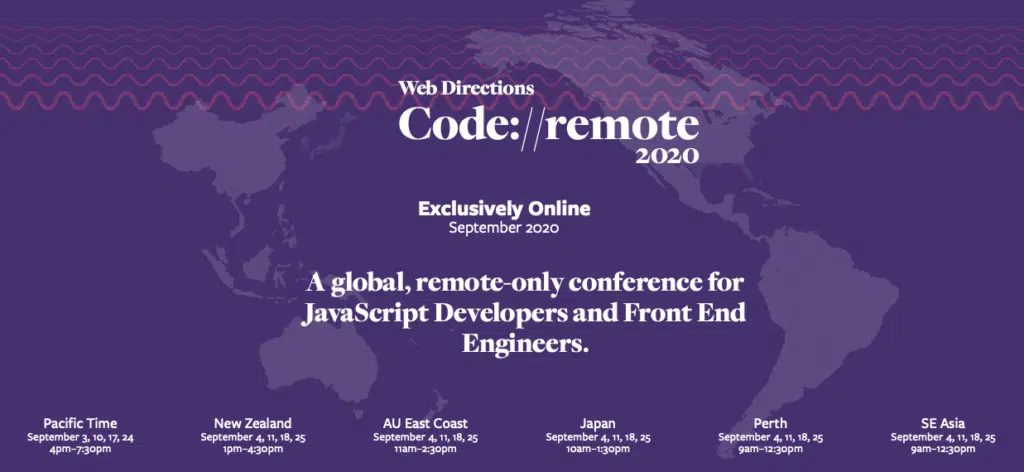 Web Directions
Code://remote
2020
Exclusively Online
September 2020
A global, remote-only conference for
JavaScript Developers and Front End
Engineers.
Pacific Time
September 3, 10, 17, 24
4pm–7:30pm
New Zealand
September 4, 11, 18, 25
1pm–4:30pm
AU East Coast
September 4, 11, 18, 25
11am–2:30pm
Japan
September 4, 11, 18, 25
10am–1:30pm
Perth
September 4, 11, 18, 25
9am–12:30pm
SE Asia
September 4, 11, 18, 25
9am–12:30pm